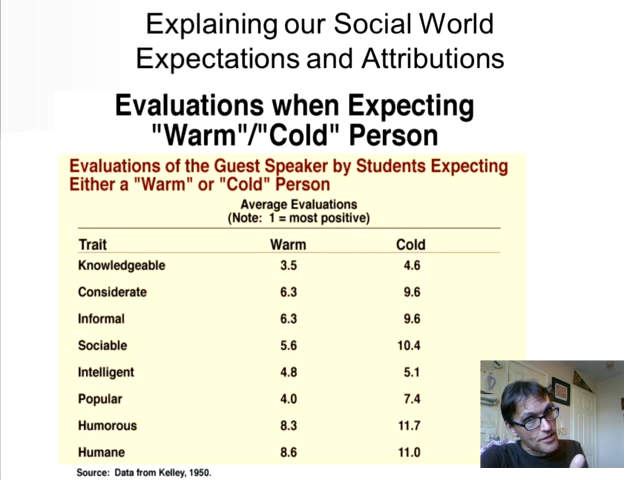 Explaining our Social World
Expectations and Attributions
Evaluations when Expecting
"Warm"/"Cold" Person
Evaluations of the Guest Speaker by Students Expecting
Either a "Warm" or "Cold" Person
Average Evaluations
(Note: 1 = most positive)
Trait Warm Cold
Knowledgeable 3.5 4.6
Considerate 6.3 9.6
Informal 6.3 9.6
Sociable 5.6 10.4
Intelligent 4.8 5.1
Popular 4.0 7.4
Humorous 8.3 11.7
Humane 8.6 11.0
Source: Data from Kelley, 1950.